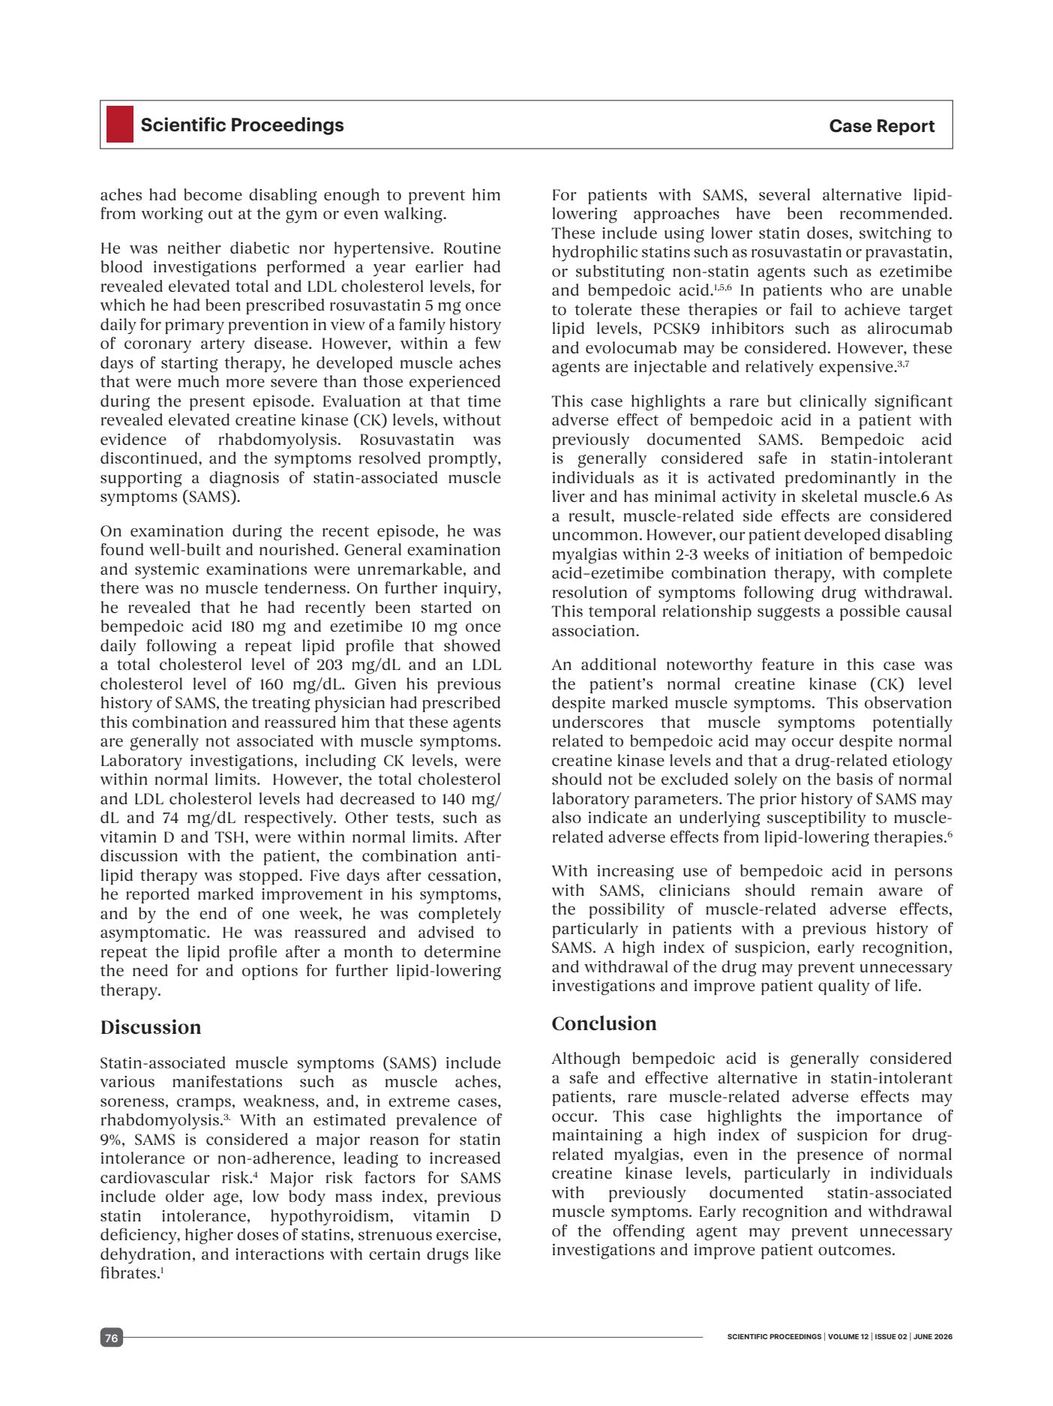 Scientific Proceedings
Case Report
aches had become disabling enough to prevent him
from working out at the gym or even walking.
He was neither diabetic nor hypertensive. Routine
blood investigations performed a year earlier had
revealed elevated total and LDL cholesterol levels, for
which he had been prescribed rosuvastatin 5 mg once
daily for primary prevention in view of a family history
of coronary artery disease. However, within a few
days of starting therapy, he developed muscle aches
that were much more severe than those experienced
during the present episode. Evaluation at that time
revealed elevated creatine kinase (CK) levels, without
evidence of rhabdomyolysis. Rosuvastatin was
discontinued, and the symptoms resolved promptly,
supporting a diagnosis of statin-associated muscle
symptoms (SAMS).
On examination during the recent episode, he was
found well-built and nourished. General examination
and systemic examinations were unremarkable, and
there was no muscle tenderness. On further inquiry,
he revealed that he had recently been started on
bempedoic acid 180 mg and ezetimibe 10 mg once
daily following a repeat lipid profile that showed
a total cholesterol level of 203 mg/dL and an LDL
cholesterol level of 160 mg/dL. Given his previous
history of SAMS, the treating physician had prescribed
this combination and reassured him that these agents
are generally not associated with muscle symptoms.
Laboratory investigations, including CK levels, were
within normal limits. However, the total cholesterol
and LDL cholesterol levels had decreased to 140 mg/
dL and 74 mg/dL respectively. Other tests, such as
vitamin D and TSH, were within normal limits. After
discussion with the patient, the combination anti-
lipid therapy was stopped. Five days after cessation,
he reported marked improvement in his symptoms,
and by the end of one week, he was completely
asymptomatic. He was reassured and advised to
repeat the lipid profile after a month to determine
the need for and options for further lipid-lowering
therapy.
Discussion
Statin-associated muscle symptoms (SAMS) include
various manifestations such as muscle aches,
soreness, cramps, weakness, and, in extreme cases,
rhabdomyolysis.3. With an estimated prevalence of
9%, SAMS is considered a major reason for statin
intolerance or non-adherence, leading to increased
cardiovascular risk.4 Major risk factors for SAMS
include older age, low body mass index, previous
statin intolerance, hypothyroidism, vitamin D
deficiency, higher doses of statins, strenuous exercise,
dehydration, and interactions with certain drugs like
fibrates.1
For patients with SAMS, several alternative lipid-
lowering approaches have been recommended.
These include using lower statin doses, switching to
hydrophilic statins such as rosuvastatin or pravastatin,
or substituting non-statin agents such as ezetimibe
and bempedoic acid.1,5,6 In patients who are unable
to tolerate these therapies or fail to achieve target
lipid levels, PCSK9 inhibitors such as alirocumab
and evolocumab may be considered. However, these
agents are injectable and relatively expensive.3,7
This case highlights a rare but clinically significant
adverse effect of bempedoic acid in a patient with
previously documented SAMS. Bempedoic acid
is generally considered safe in statin-intolerant
individuals as it is activated predominantly in the
liver and has minimal activity in skeletal muscle.6 As
a result, muscle-related side effects are considered
uncommon. However, our patient developed disabling
myalgias within 2-3 weeks of initiation of bempedoic
acid–ezetimibe combination therapy, with complete
resolution of symptoms following drug withdrawal.
This temporal relationship suggests a possible causal
association.
An additional noteworthy feature in this case was
the patient’s normal creatine kinase (CK) level
despite marked muscle symptoms. This observation
underscores that muscle symptoms potentially
related to bempedoic acid may occur despite normal
creatine kinase levels and that a drug-related etiology
should not be excluded solely on the basis of normal
laboratory parameters. The prior history of SAMS may
also indicate an underlying susceptibility to muscle-
related adverse effects from lipid-lowering therapies.6
With increasing use of bempedoic acid in persons
with SAMS, clinicians should remain aware of
the possibility of muscle-related adverse effects,
particularly in patients with a previous history of
SAMS. A high index of suspicion, early recognition,
and withdrawal of the drug may prevent unnecessary
investigations and improve patient quality of life.
Conclusion
Although bempedoic acid is generally considered
a safe and effective alternative in statin-intolerant
patients, rare muscle-related adverse effects may
occur. This case highlights the importance of
maintaining a high index of suspicion for drug-
related myalgias, even in the presence of normal
creatine kinase levels, particularly in individuals
with previously documented statin-associated
muscle symptoms. Early recognition and withdrawal
of the offending agent may prevent unnecessary
investigations and improve patient outcomes.
76
SCIENTIFIC PROCEEDINGS | VOLUME 12 | ISSUE 02 | JUNE 2026